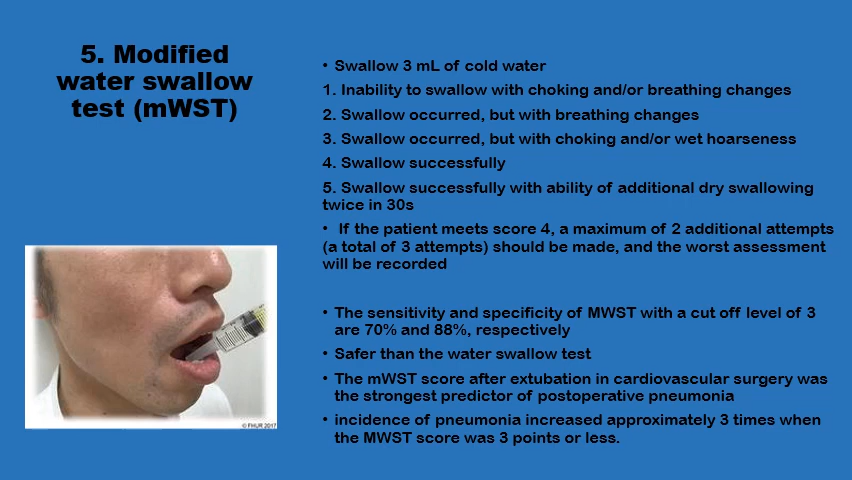 5. Modified
water swallow
test (mWST)
• Swallow 3 mL of cold water
1. Inability to swallow with choking and/or breathing changes
2. Swallow occurred, but with breathing changes
3. Swallow occurred, but with choking and/or wet hoarseness
4. Swallow successfully
5. Swallow successfully with ability of additional dry swallowing
twice in 30s
• If the patient meets score 4, a maximum of 2 additional attempts
(a total of 3 attempts) should be made, and the worst assessment
will be recorded
• The sensitivity and specificity of MWST with a cut off level of 3
are 70% and 88%, respectively
• Safer than the water swallow test
• The mWST score after extubation in cardiovascular surgery was
the strongest predictor of postoperative pneumonia
• incidence of pneumonia increased approximately 3 times when
the MWST score was 3 points or less.
© FHUR 2017